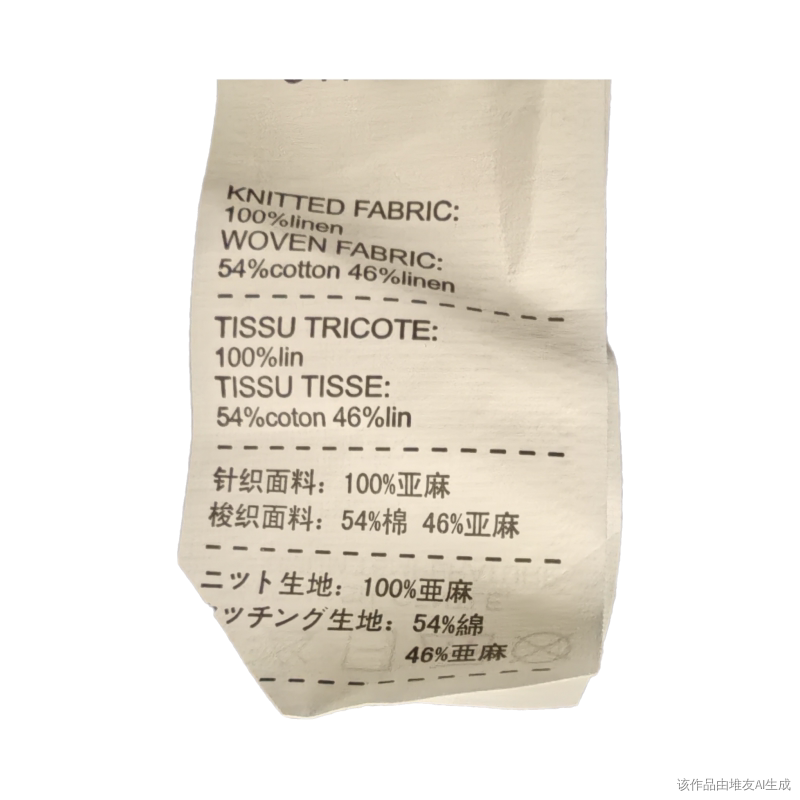 KNITTED FABRIC:
100%linen
WOVEN FABRIC:
54%cotton 46%linen
TISSU TRICOTE:
100%lin
TISSU TISSE:
54%coton 46%lin
针织面料：100%亚麻
梭织面料：54%棉 46%亚麻
ニット生地：100%亜麻
ッチング生地：54%綿
46%亜麻
该作品由堆友AI生成